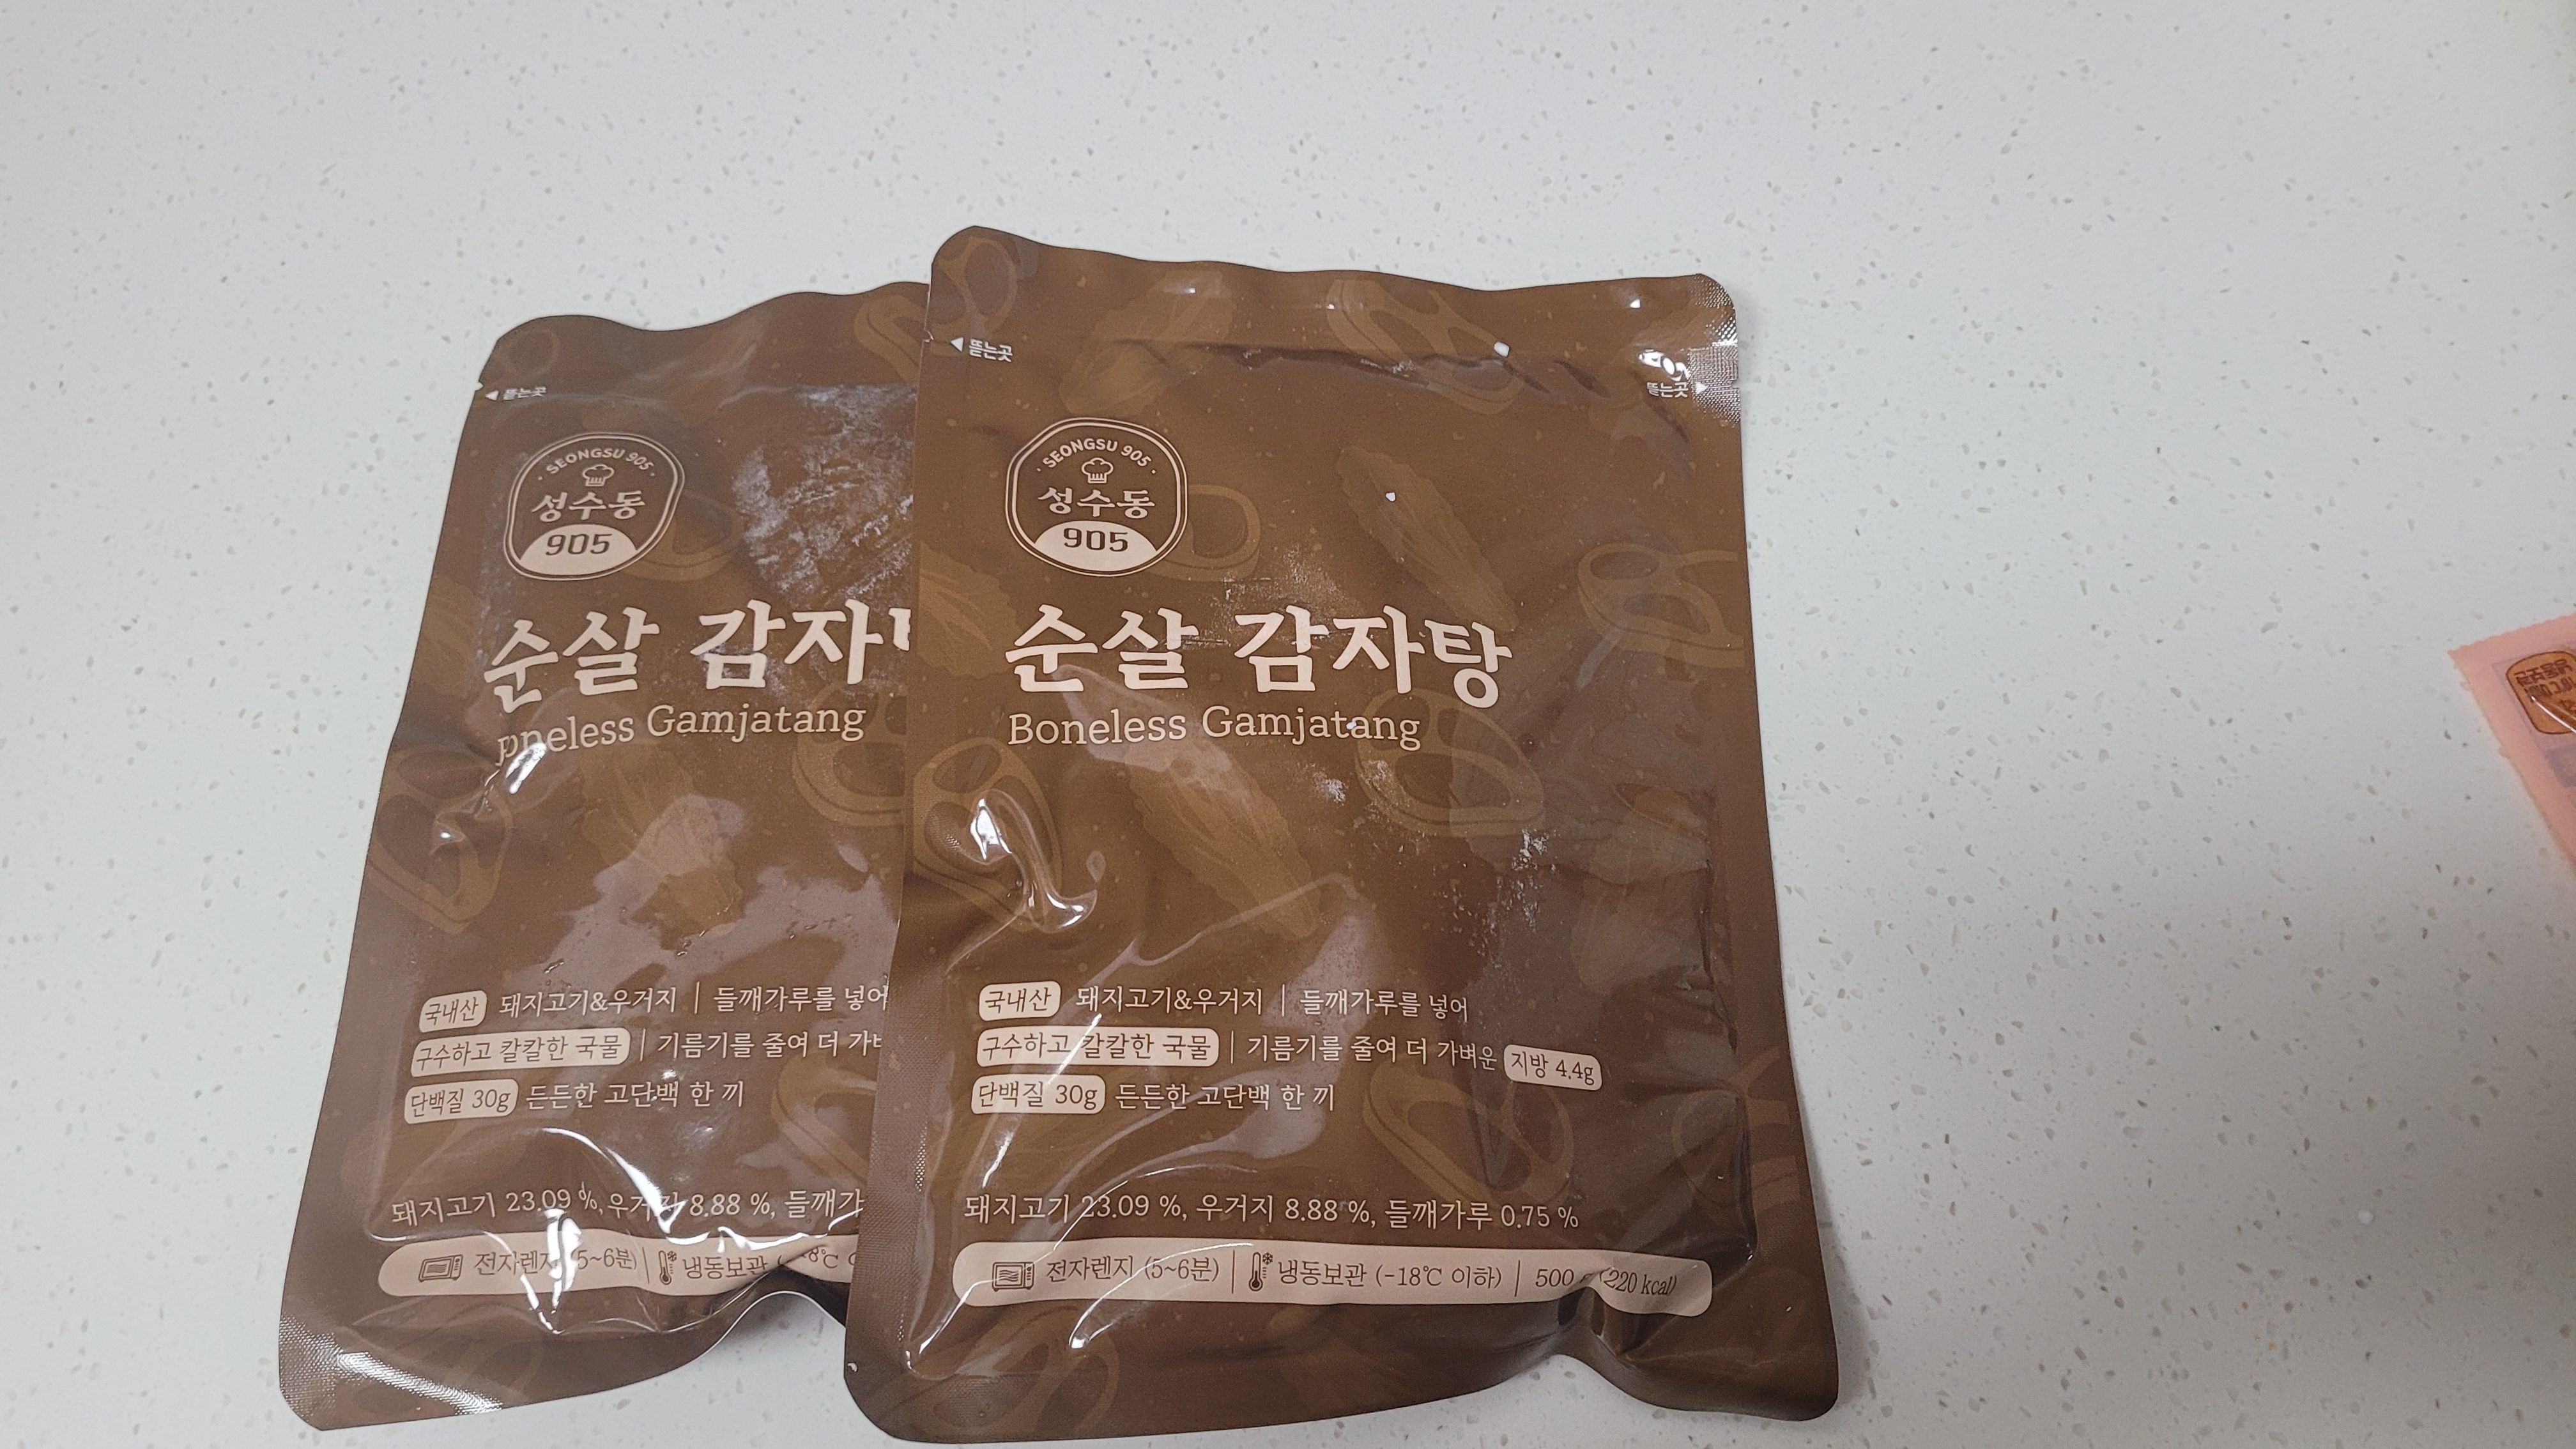 뜯는곳
SEONGSU 905
성수동
905
순살 감자
oneless Gamjatang
국내산 돼지고기&우거지 | 들깨가루를 넣어
구수하고 칼칼한 국물 | 기름기를 줄여 더
단백질 30g 든든한 고단백 한 끼
돼지고기 23.09 %, 우거지 8.88 %, 들깨가
전자렌지 (5~6분) | 냉동보관
뜯는곳
뜯는곳
SEONGSU 905
성수동
905
순살 감자탕
Boneless Gamjatang
국내산 돼지고기&우거지 | 들깨가루를 넣어
구수하고 칼칼한 국물 | 기름기를 줄여 더 가벼운 지방 4.4g
단백질 30g 든든한 고단백 한 끼
돼지고기 23.09 %, 우거지 8.88 %, 들깨가루 0.75 %
전자렌지 (5~6분) | 냉동보관 (-18℃ 이하) | 500 (220 kcal)